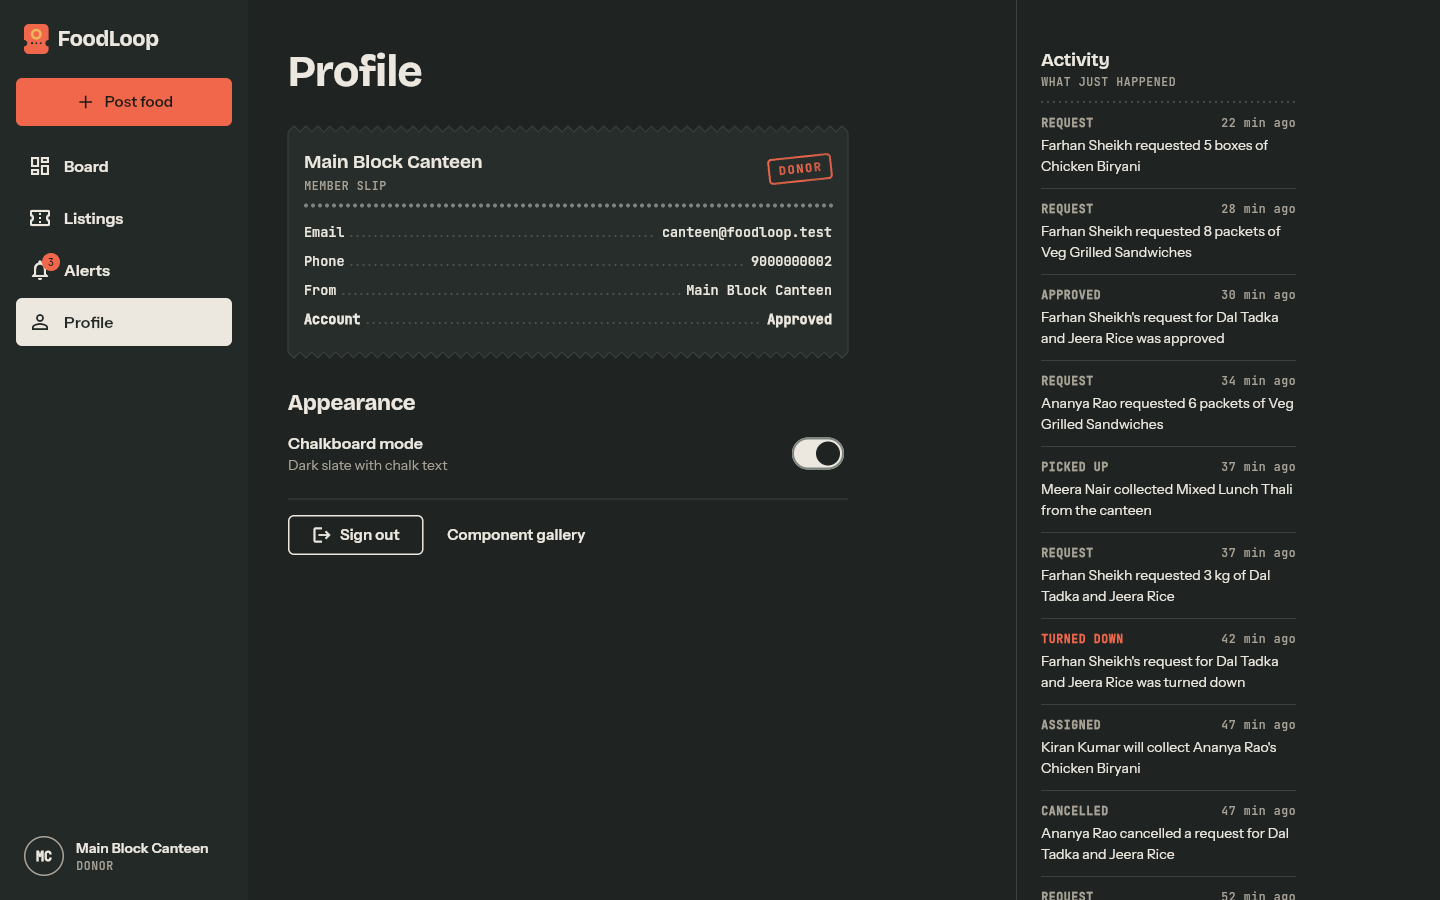 FoodLoop
Post food
Board
Listings
3
Alerts
Profile
MC
Main Block Canteen
DONOR
Profile
Main Block Canteen
MEMBER SLIP
DONOR
Email canteen@foodloop.test
Phone 9000000002
From Main Block Canteen
Account Approved
Appearance
Chalkboard mode
Dark slate with chalk text
Sign out
Component gallery
Activity
WHAT JUST HAPPENED
REQUEST 22 min ago
Farhan Sheikh requested 5 boxes of
Chicken Biryani
REQUEST 28 min ago
Farhan Sheikh requested 8 packets of
Veg Grilled Sandwiches
APPROVED 30 min ago
Farhan Sheikh's request for Dal Tadka
and Jeera Rice was approved
REQUEST 34 min ago
Ananya Rao requested 6 packets of Veg
Grilled Sandwiches
PICKED UP 37 min ago
Meera Nair collected Mixed Lunch Thali
from the canteen
REQUEST 37 min ago
Farhan Sheikh requested 3 kg of Dal
Tadka and Jeera Rice
TURNED DOWN 42 min ago
Farhan Sheikh's request for Dal Tadka
and Jeera Rice was turned down
ASSIGNED 47 min ago
Kiran Kumar will collect Ananya Rao's
Chicken Biryani
CANCELLED 47 min ago
Ananya Rao cancelled a request for Dal
Tadka and Jeera Rice
REQUEST 52 min ago